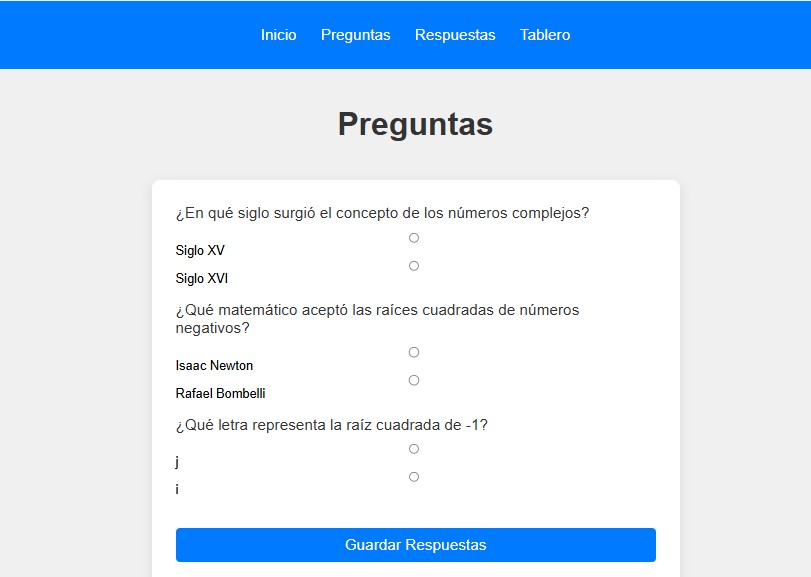 Inicio Preguntas Respuestas Tablero
Preguntas
¿En qué siglo surgió el concepto de los números complejos?
Siglo XV
Siglo XVI
¿Qué matemático aceptó las raíces cuadradas de números
negativos?
Isaac Newton
Rafael Bombelli
¿Qué letra representa la raíz cuadrada de -1?
j
i
Guardar Respuestas